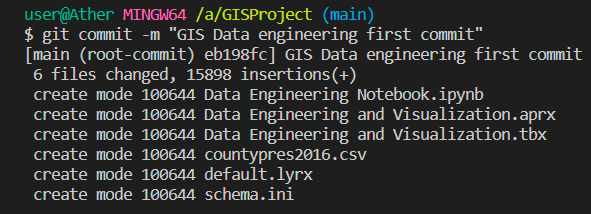 user@Ather MINGW64 /a/GISProject (main)
$ git commit -m "GIS Data engineering first commit"
[main (root-commit) eb198fc] GIS Data engineering first commit
6 files changed, 15898 insertions(+)
create mode 100644 Data Engineering Notebook.ipynb
create mode 100644 Data Engineering and Visualization.aprx
create mode 100644 Data Engineering and Visualization.tbx
create mode 100644 countypres2016.csv
create mode 100644 default.lyrx
create mode 100644 schema.ini